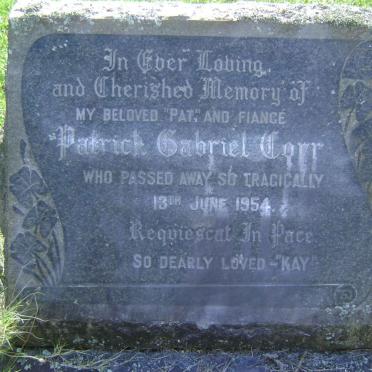 In Ever Loving
and Cherished Memory of
MY BELOVED "PAT," AND FIANCE
Patrick Gabriel Corr
WHO PASSED AWAY SO TRAGICALLY
13TH JUNE 1954.
Requiescat In Pace
SO DEARLY LOVED - "KAY"